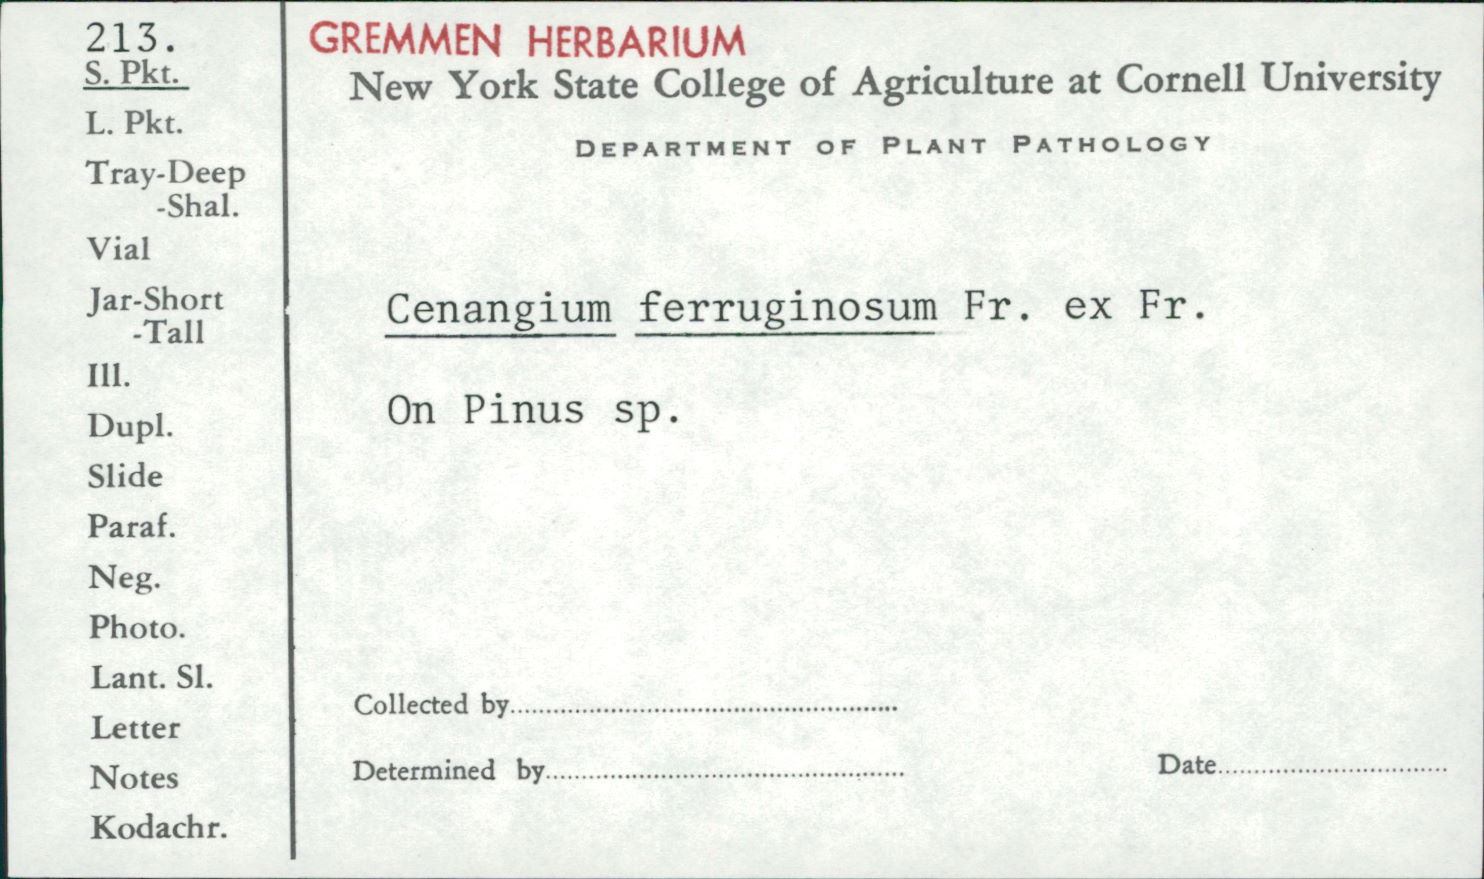 213.
S. Pkt.
L. Pkt.
Tray-Deep
-Shal.
Vial
Jar-Short
-Tall
Ill.
Dupl.
Slide
Paraf.
Neg.
Photo.
Lant. Sl.
Letter
Notes
Kodachr.
GREMMEN HERBARIUM
New York State College of Agriculture at Cornell University
DEPARTMENT OF PLANT PATHOLOGY
Cenangium ferruginosum Fr. ex Fr.
On Pinus sp.
Collected by
Determined by
Date